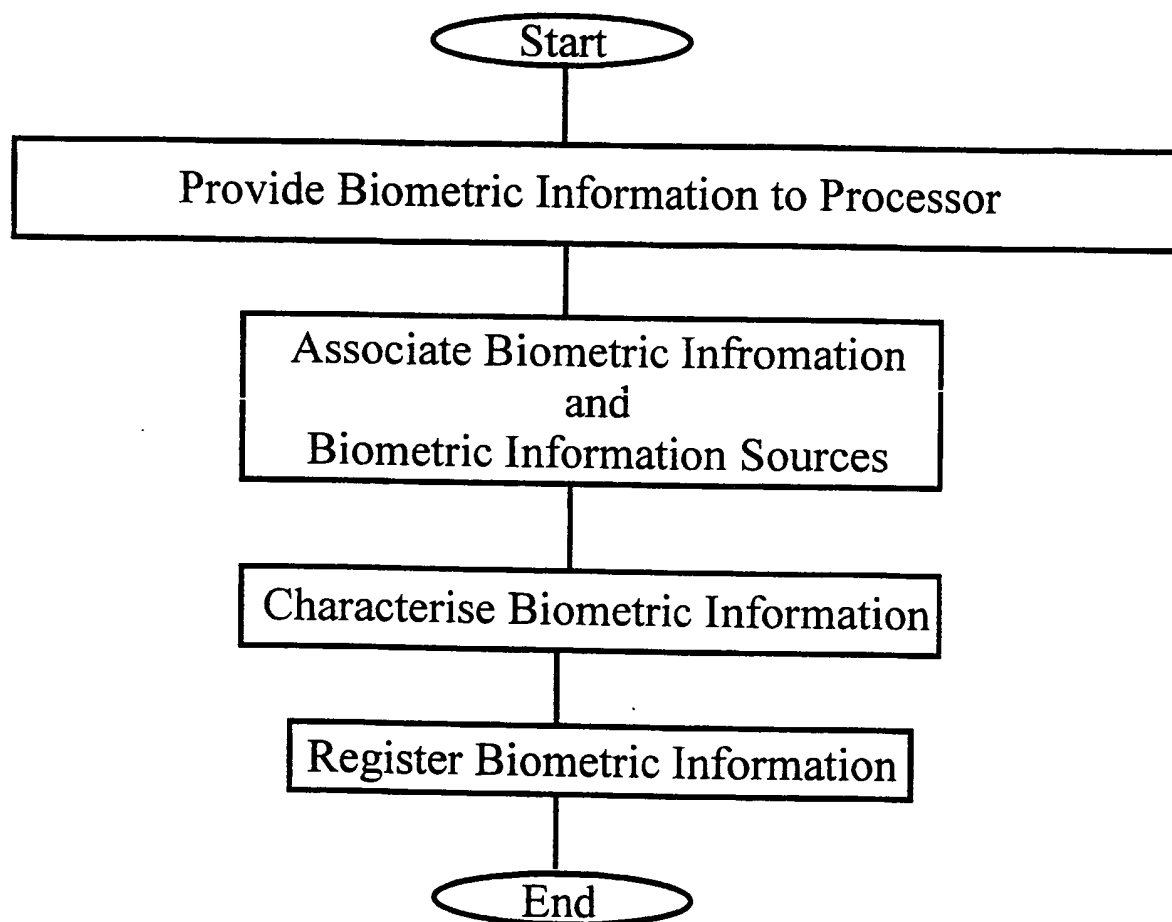 Start
Provide Biometric Information to Processor
Associate Biometric Infromation
and
Biometric Information Sources
Characterise Biometric Information
Register Biometric Information
End